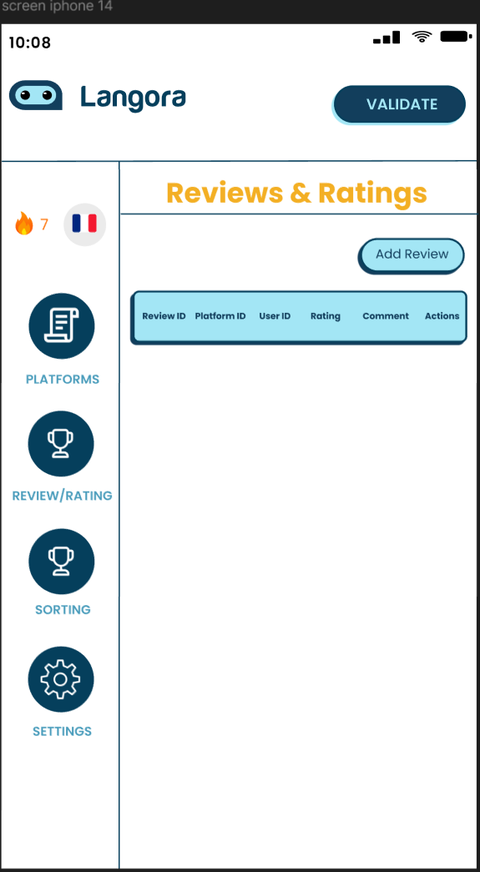 screen iphone 14
10:08
Langora
VALIDATE
Reviews & Ratings
7
Add Review
Review ID Platform ID User ID Rating Comment Actions
PLATFORMS
REVIEW/RATING
SORTING
SETTINGS